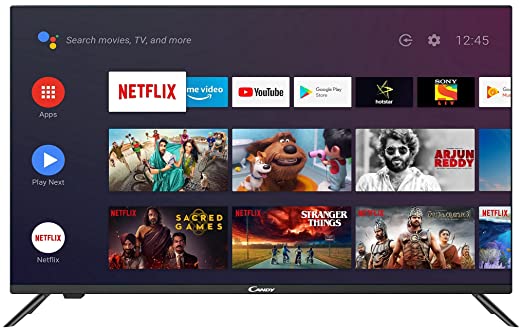 Search movies, TV, and more
12:45
NETFLIX
prime video
YouTube
Google Play
Store
hotstar
SONY
LIV
Apps
Play Next
ARJUN
REDDY
NETFLIX
Netflix
NETFLIX
SACRED
GAMES
NETFLIX
STRANGER
THINGS
NETFLIX
NETFLIX
CANDY